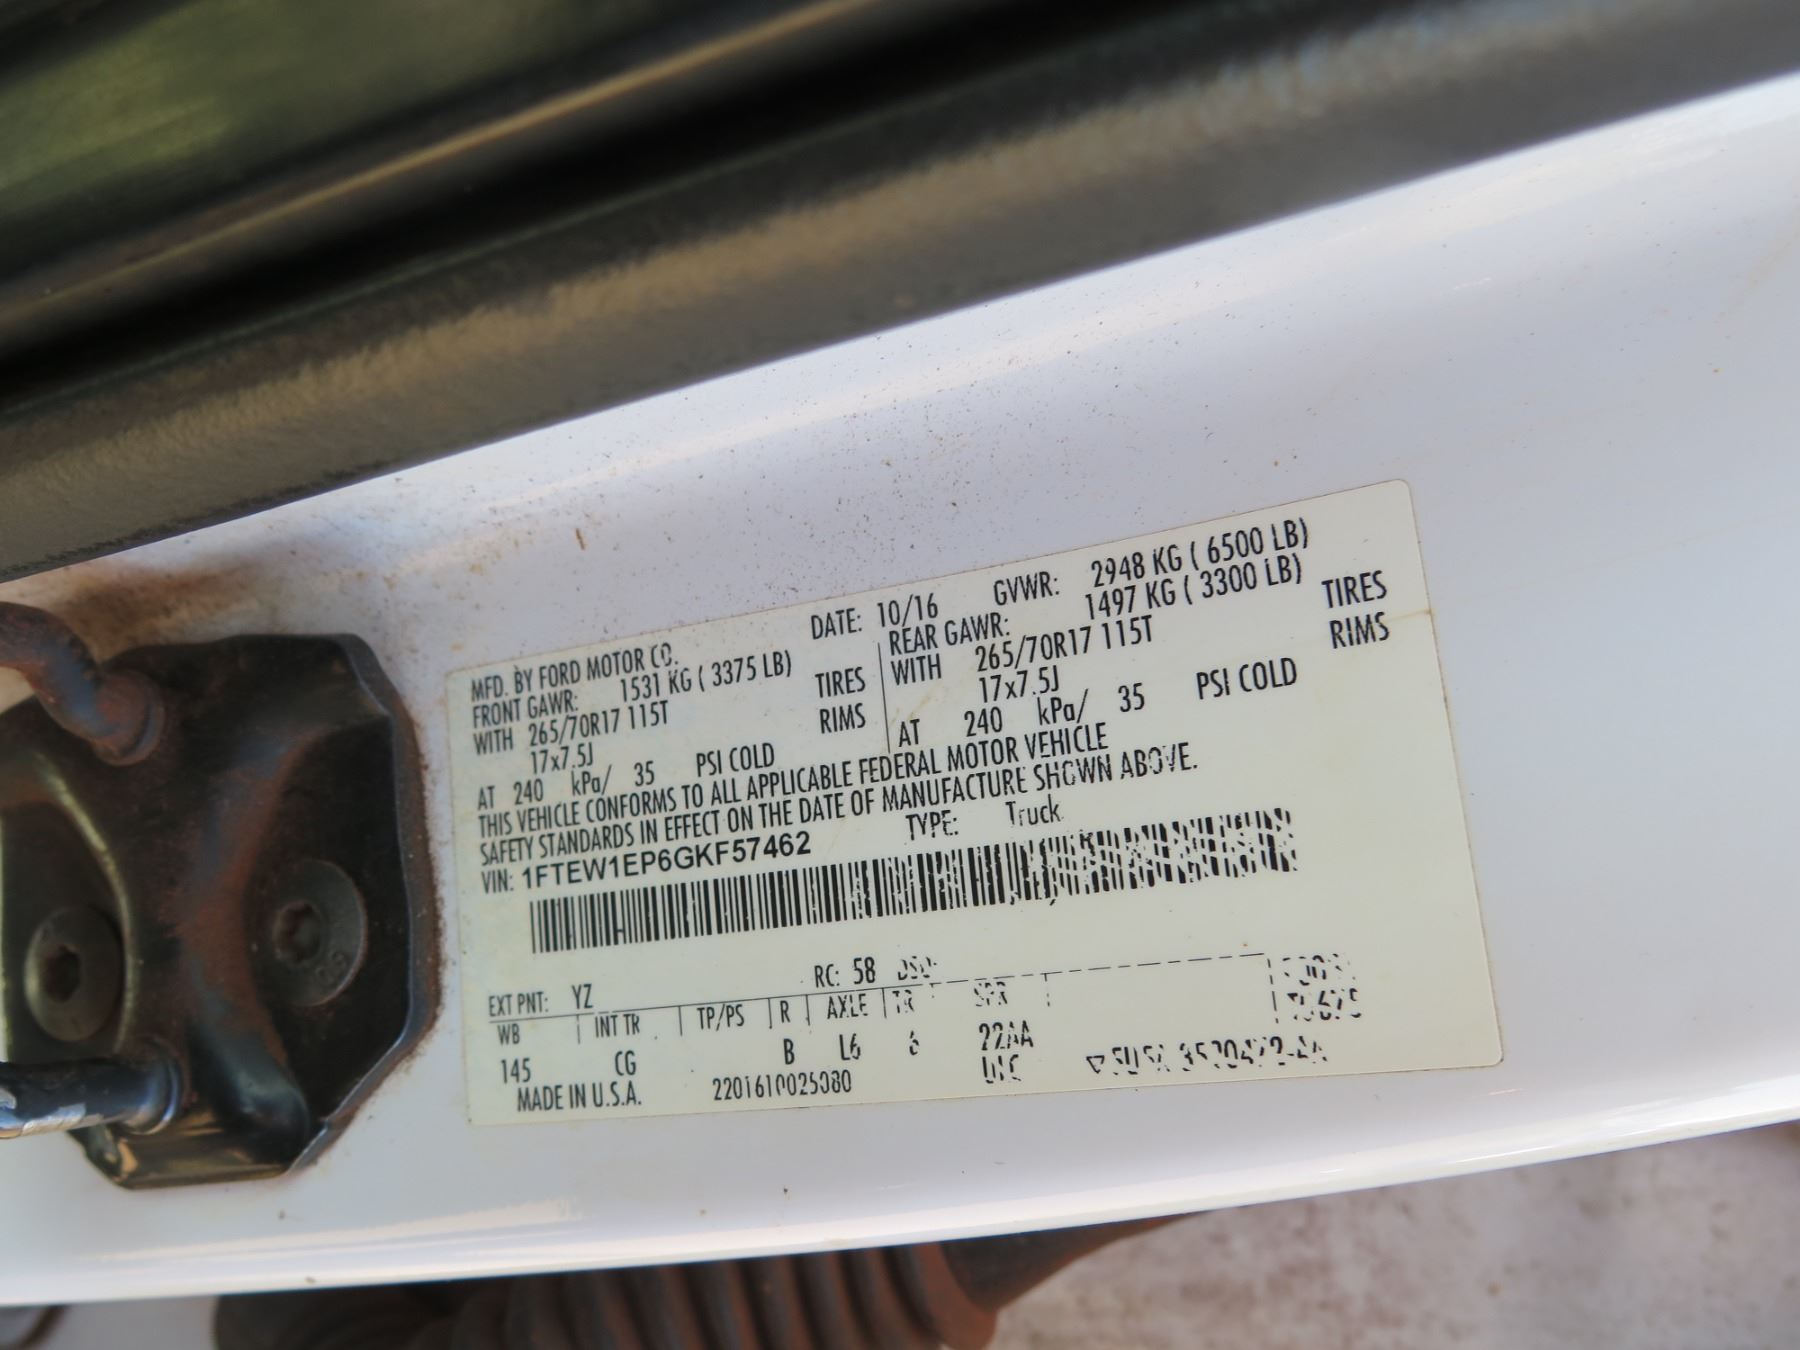 MFD. BY FORD MOTOR CO. DATE: 10/16 GVWR: 2948 KG ( 6500 LB)
FRONT GAWR: 1531 KG ( 3375 LB) REAR GAWR: 1497 KG ( 3300 LB)
WITH 265/70R17 115T TIRES WITH 265/70R17 115T TIRES
17x7.5J RIMS 17x7.5J RIMS
AT 240 kPa/ 35 PSI COLD AT 240 kPa/ 35 PSI COLD
THIS VEHICLE CONFORMS TO ALL APPLICABLE FEDERAL MOTOR VEHICLE
SAFETY STANDARDS IN EFFECT ON THE DATE OF MANUFACTURE SHOWN ABOVE.
VIN: 1FTEW1EP6GKF57462 TYPE: Truck
EXT PNT: YZ RC: 58 DSO:
WB INT TR TP/PS R AXLE TR SPR
145 CG B L6 6 22AA
MADE IN U.S.A. 2201610025080